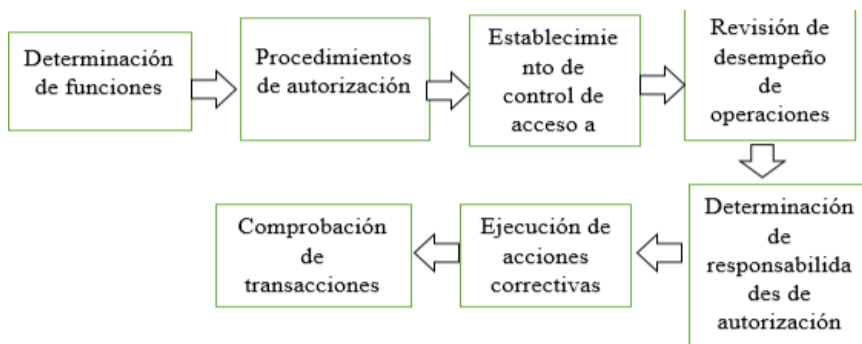 Determinación
de funciones
Procedimientos
de autorización
Establecimie
nto de
control de
acceso a
Revisión de
desempeño
de
operaciones
Determinación
de
responsabilida
des de
autorización
Ejecución de
acciones
correctivas
Comprobación
de
transacciones